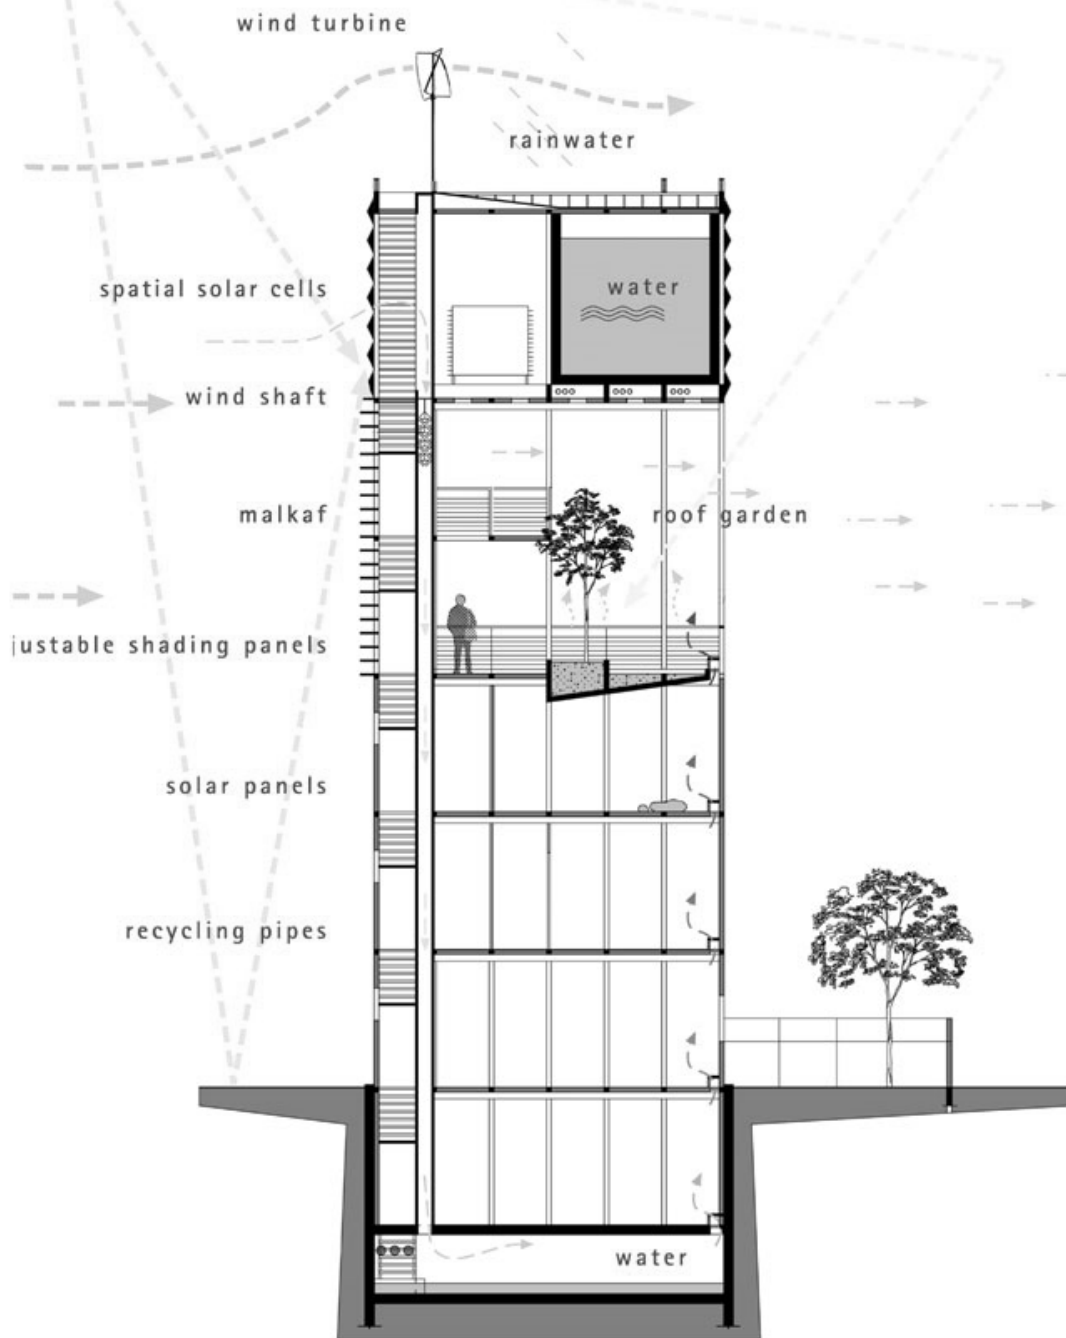 wind turbine
rainwater
spatial solar cells
water
wind shaft
malkaf
roof garden
justable shading panels
solar panels
recycling pipes
water